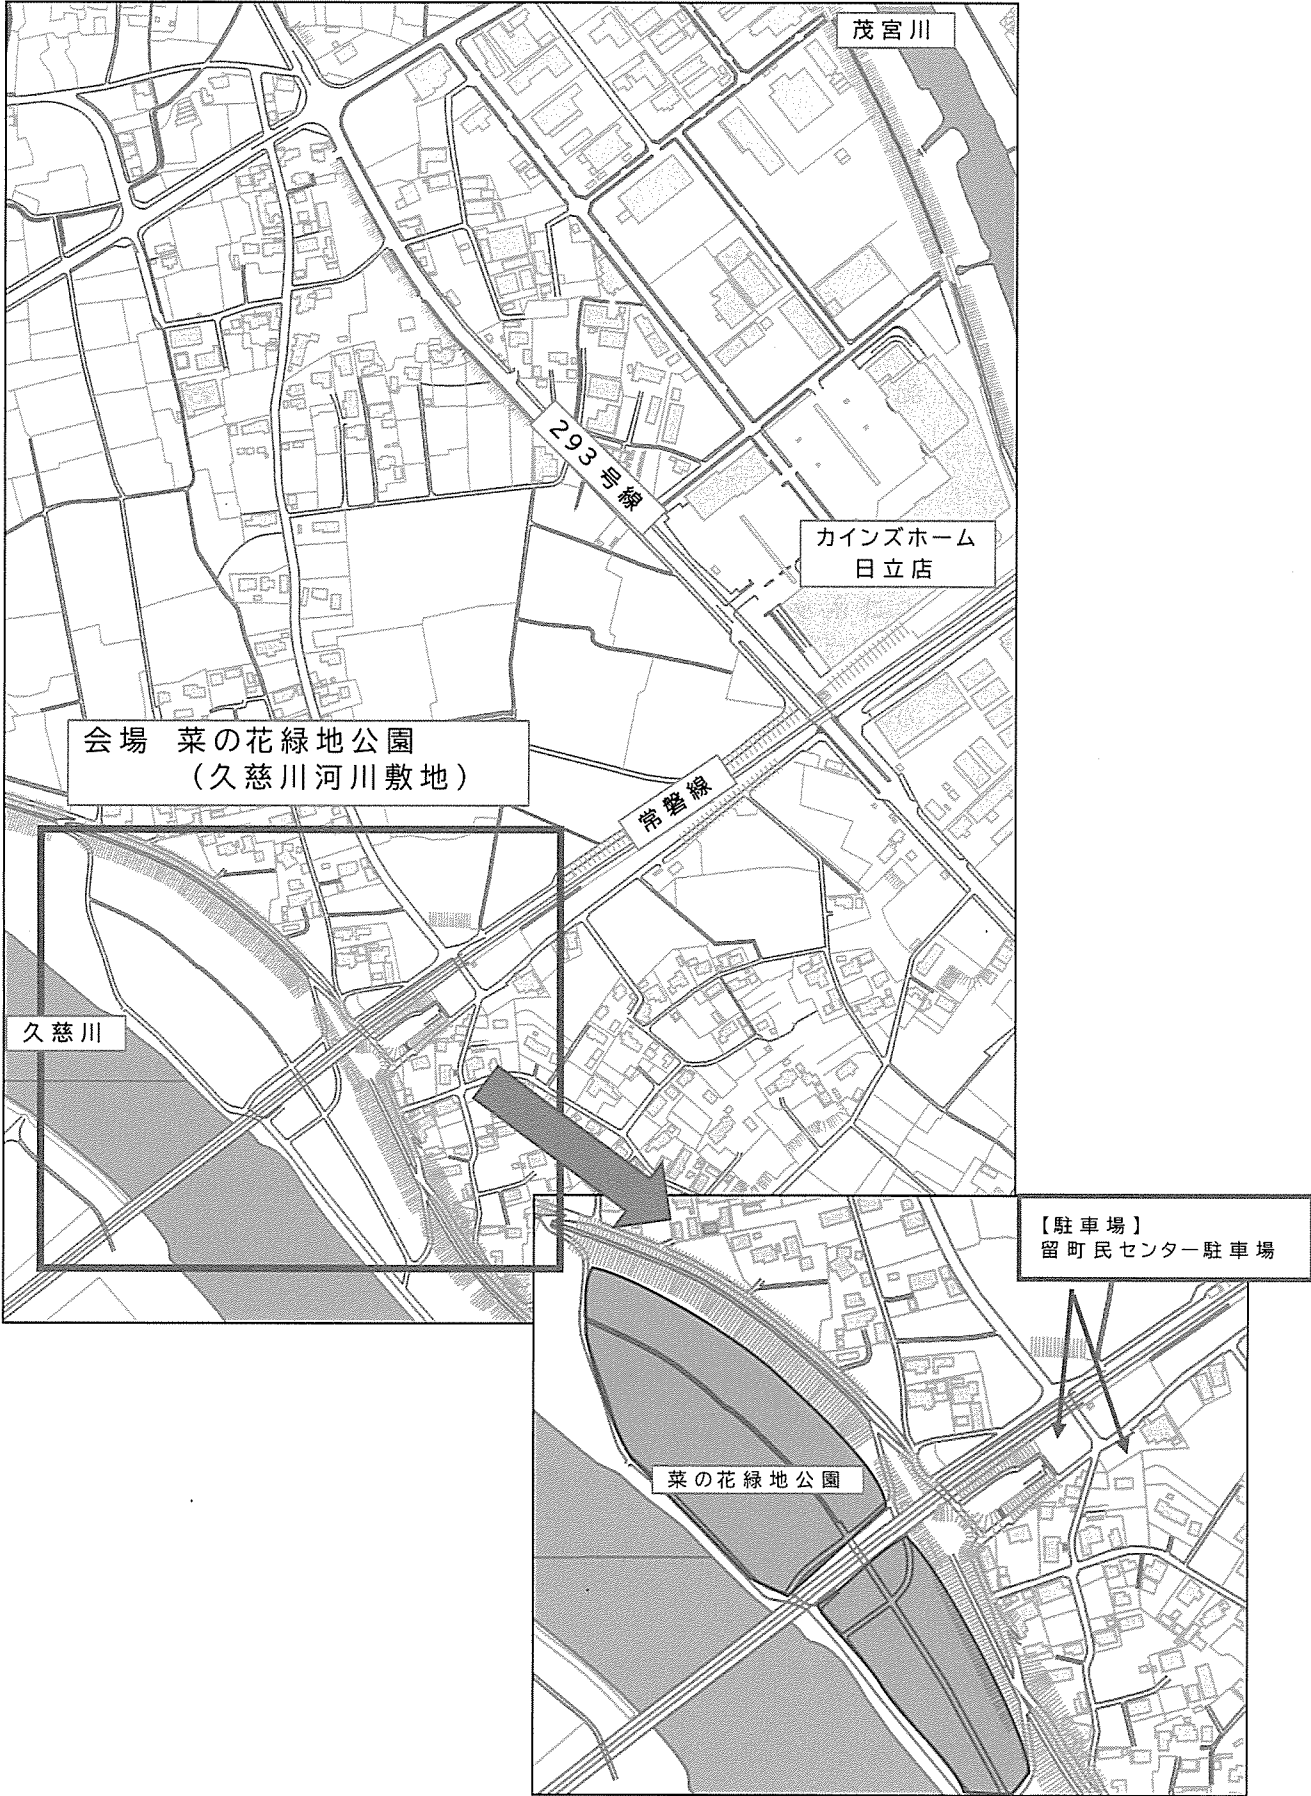 茂宮川
293号線
カインズホーム
日立店
会場 菜の花緑地公園
（久慈川河川敷地）
常磐線
久慈川
【駐車場】
留町民センター駐車場
菜の花緑地公園